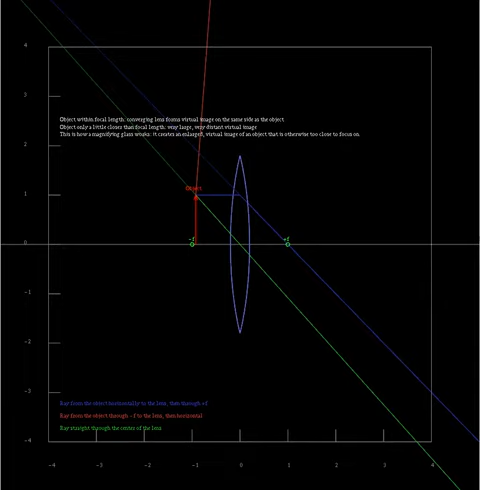 4
3
Object within focal length: converging lens forms virtual image on the same side as the object
Object only a little closer than focal length: very large, very distant virtual image
This is how a magnifying glass works: it creates an enlarged, virtual image of an object that is otherwise too close to focus on.
2
1
Object
0
-f
+f
-1
-2
-3
Ray from the object horizontally to the lens, then through +f
Ray from the object through -f to the lens, then horizontal
Ray straight through the center of the lens
-4
-4 -3 -2 -1 0 1 2 3 4